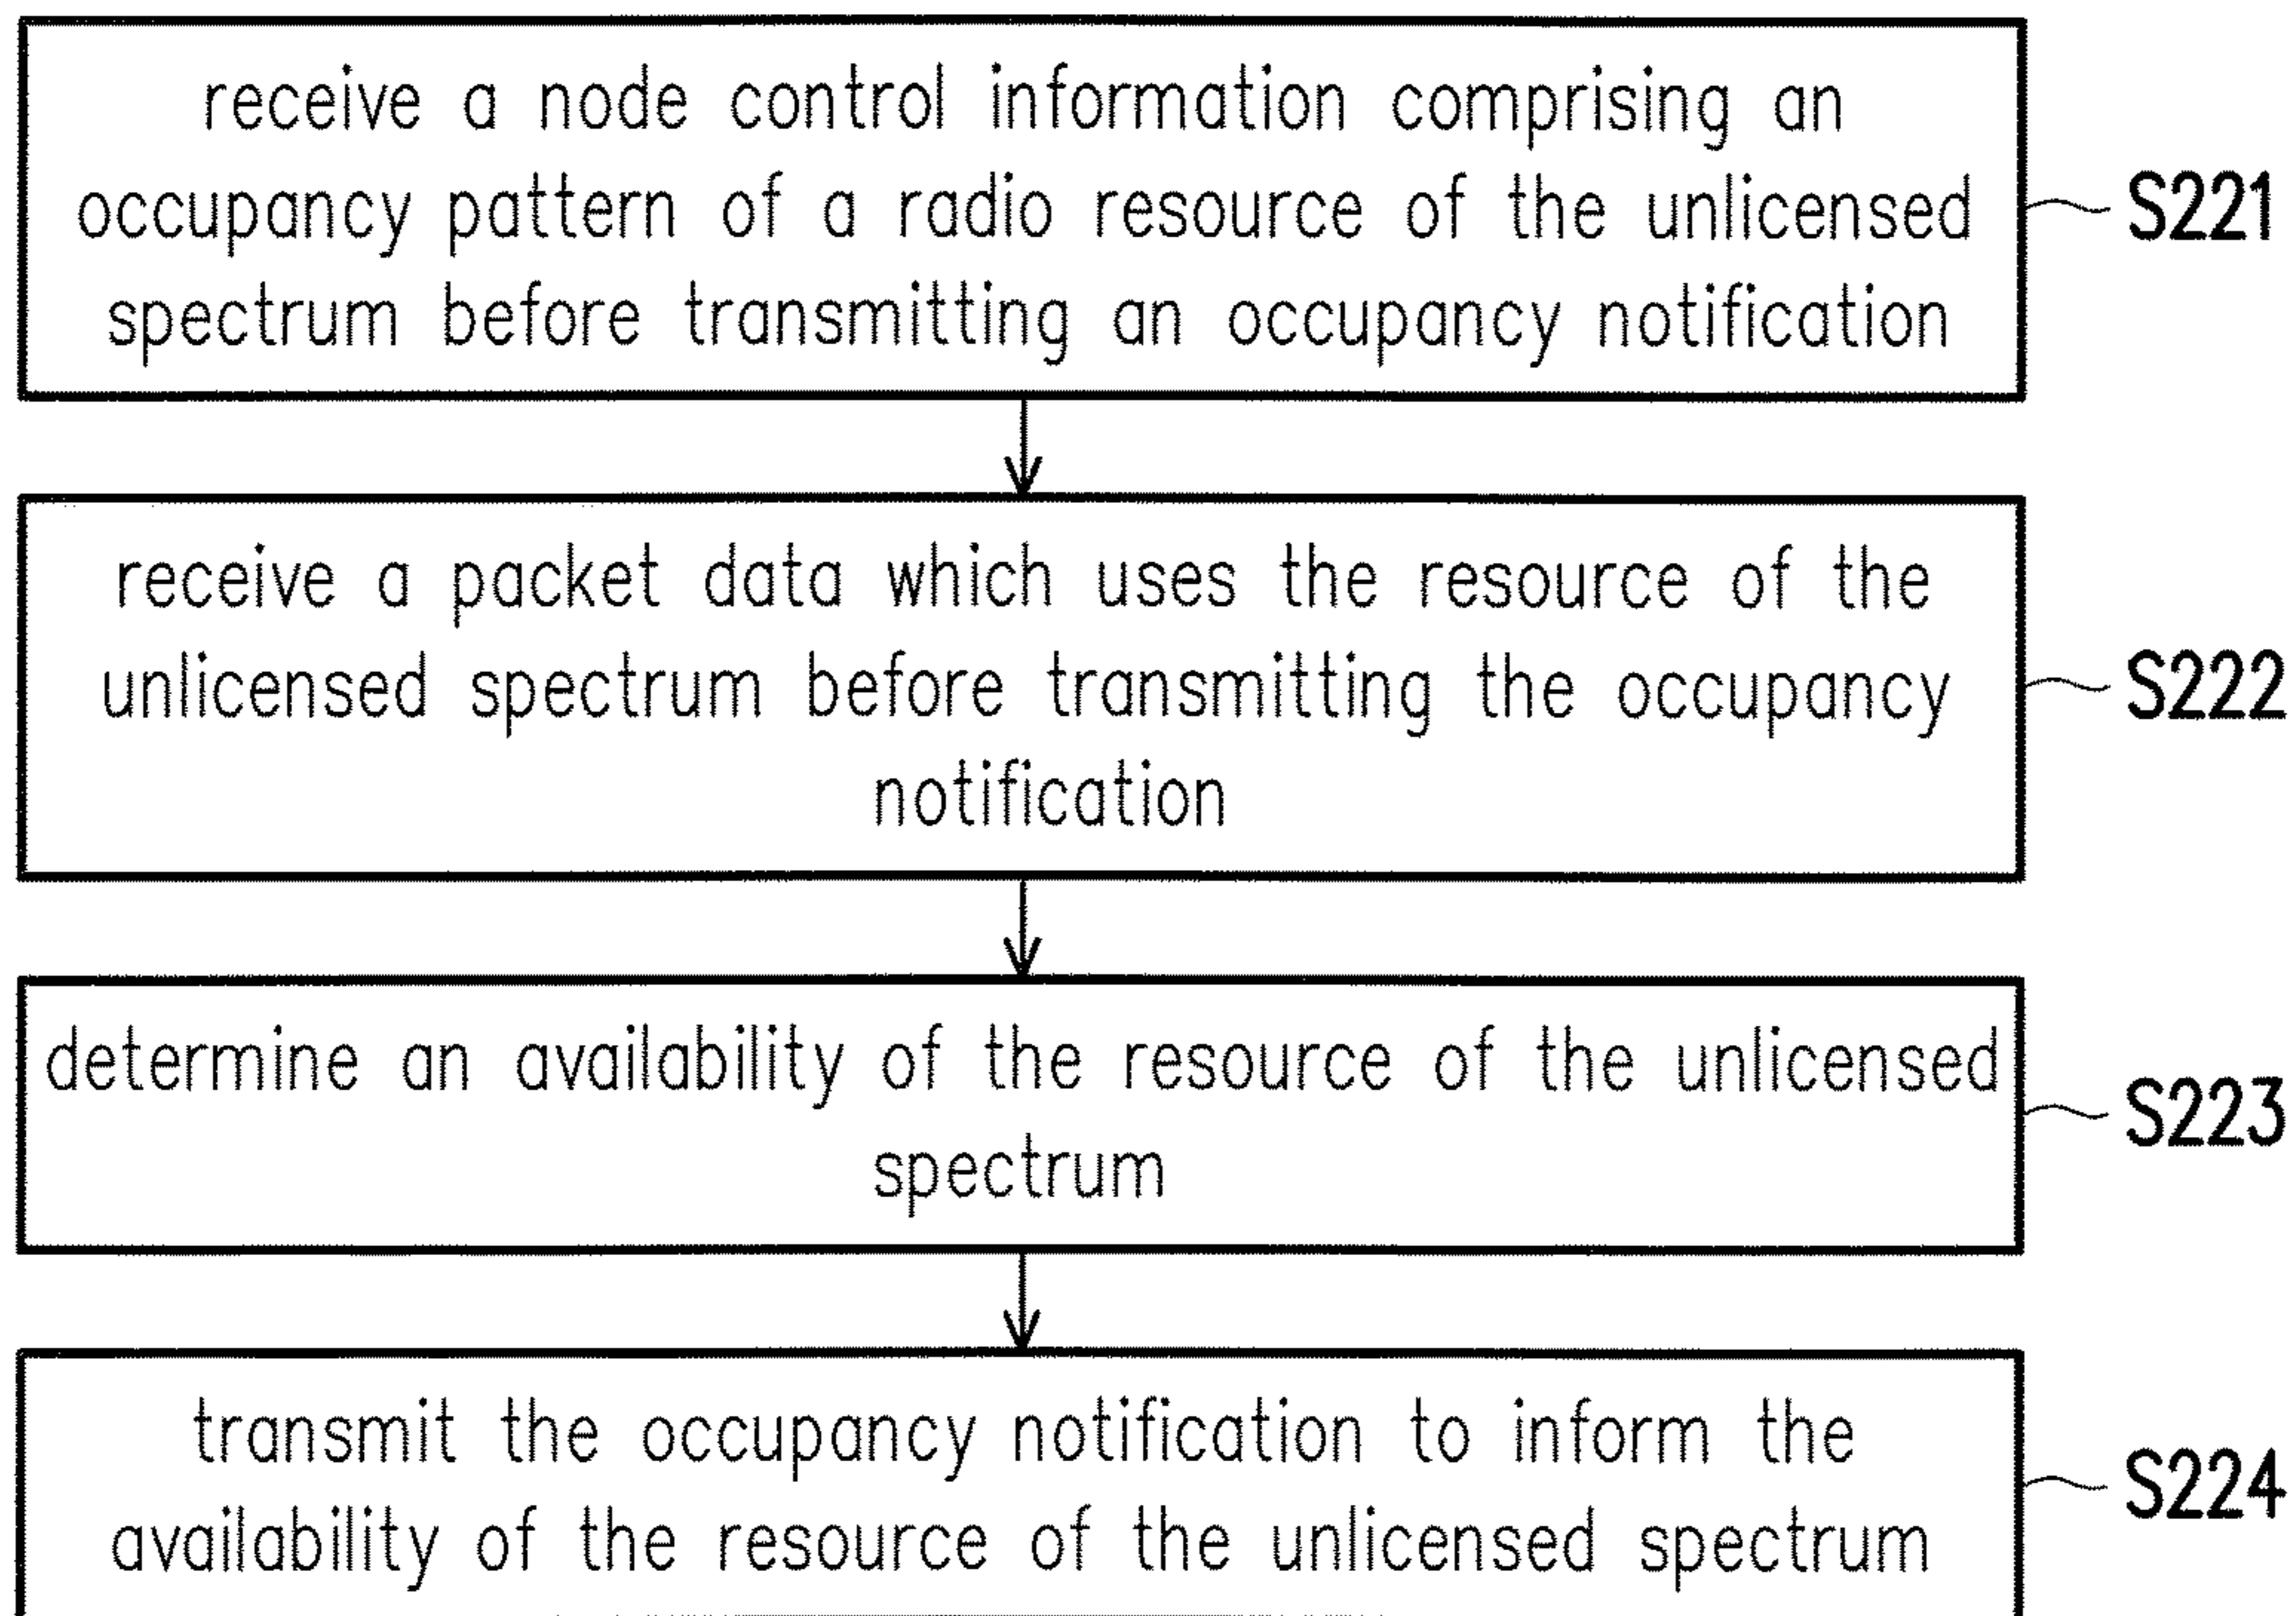 receive a node control information comprising an
occupancy pattern of a radio resource of the unlicensed
spectrum before transmitting an occupancy notification
S221
receive a packet data which uses the resource of the
unlicensed spectrum before transmitting the occupancy
notification
S222
determine an availability of the resource of the unlicensed
spectrum
S223
transmit the occupancy notification to inform the
availability of the resource of the unlicensed spectrum
S224